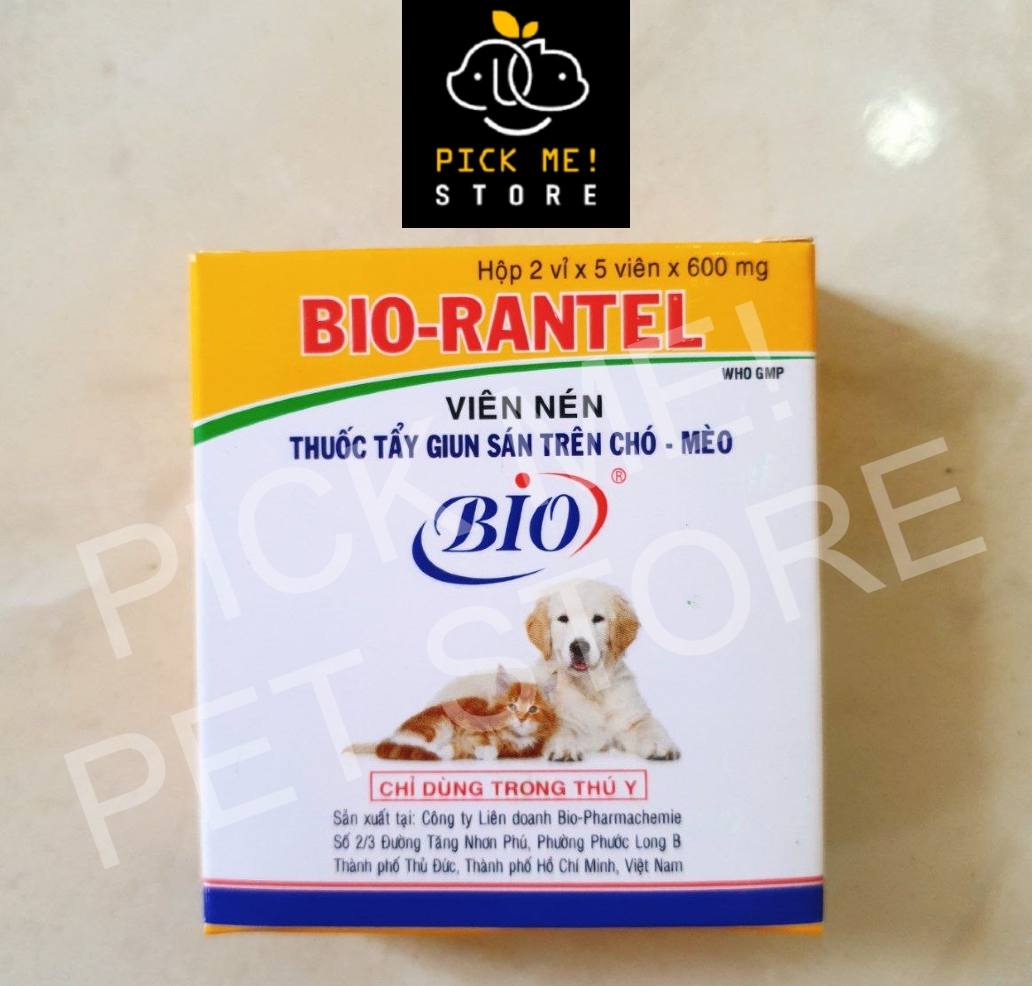 PICK ME!
STORE
Hộp 2 vỉ x 5 viên x 600 mg
BIO-RANTEL
WHO GMP
VIÊN NÉN
THUỐC TẨY GIUN SÁN TRÊN CHÓ - MÈO
BIO®
CHỈ DÙNG TRONG THÚ Y
Sản xuất tại: Công ty Liên doanh Bio-Pharmachemie
Số 2/3 Đường Tăng Nhơn Phú, Phường Phước Long B
Thành phố Thủ Đức, Thành phố Hồ Chí Minh, Việt Nam
PICK ME!
PET STORE